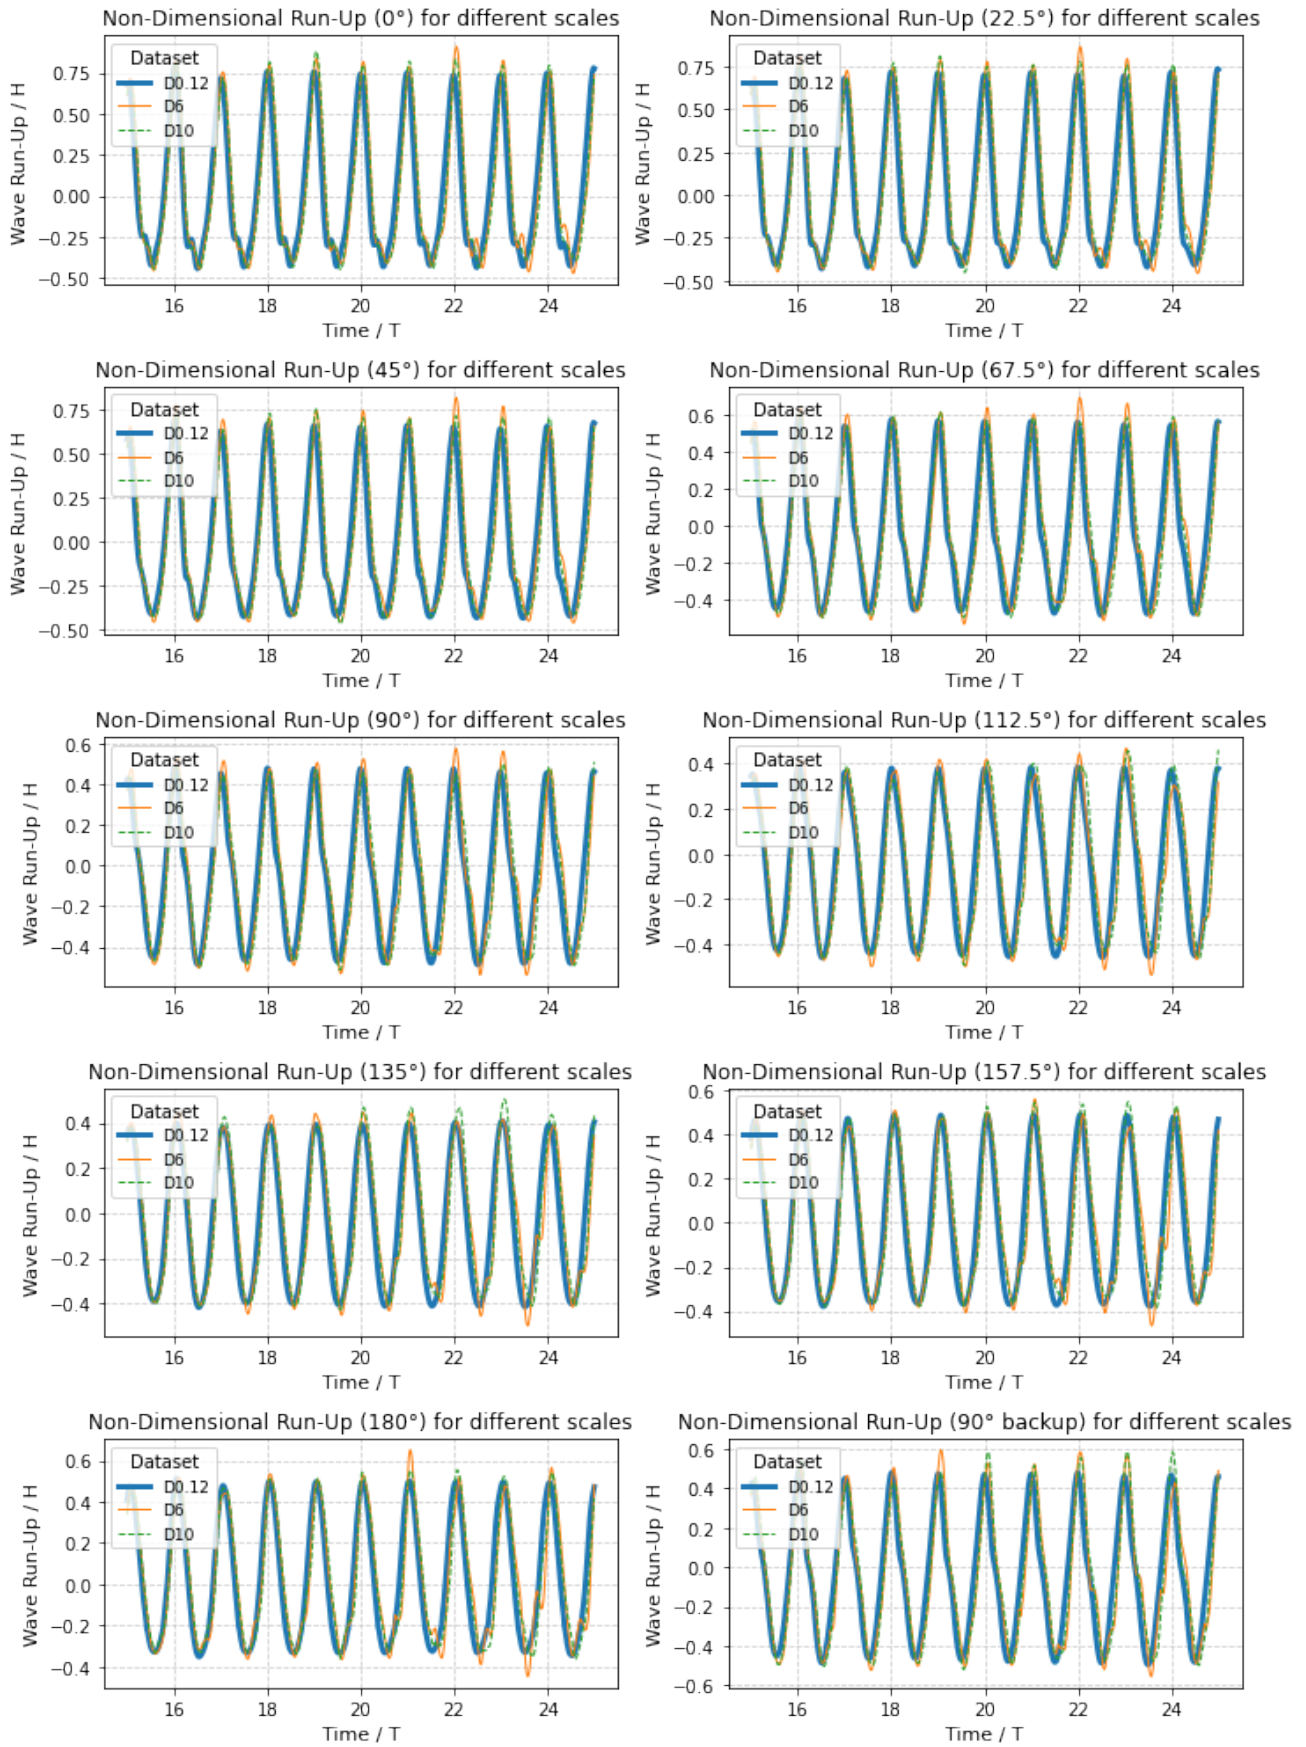 Non-Dimensional Run-Up (0°) for different scales
Wave Run-Up / H
0.75
0.50
0.25
0.00
−0.25
−0.50
Dataset
D0.12
D6
D10
16 18 20 22 24
Time / T
Non-Dimensional Run-Up (22.5°) for different scales
Wave Run-Up / H
0.75
0.50
0.25
0.00
−0.25
−0.50
Dataset
D0.12
D6
D10
16 18 20 22 24
Time / T
Non-Dimensional Run-Up (45°) for different scales
Wave Run-Up / H
0.75
0.50
0.25
0.00
−0.25
−0.50
Dataset
D0.12
D6
D10
16 18 20 22 24
Time / T
Non-Dimensional Run-Up (67.5°) for different scales
Wave Run-Up / H
0.6
0.4
0.2
0.0
−0.2
−0.4
Dataset
D0.12
D6
D10
16 18 20 22 24
Time / T
Non-Dimensional Run-Up (90°) for different scales
Wave Run-Up / H
0.6
0.4
0.2
0.0
−0.2
−0.4
Dataset
D0.12
D6
D10
16 18 20 22 24
Time / T
Non-Dimensional Run-Up (112.5°) for different scales
Wave Run-Up / H
0.4
0.2
0.0
−0.2
−0.4
Dataset
D0.12
D6
D10
16 18 20 22 24
Time / T
Non-Dimensional Run-Up (135°) for different scales
Wave Run-Up / H
0.4
0.2
0.0
−0.2
−0.4
Dataset
D0.12
D6
D10
16 18 20 22 24
Time / T
Non-Dimensional Run-Up (157.5°) for different scales
Wave Run-Up / H
0.6
0.4
0.2
0.0
−0.2
−0.4
Dataset
D0.12
D6
D10
16 18 20 22 24
Time / T
Non-Dimensional Run-Up (180°) for different scales
Wave Run-Up / H
0.6
0.4
0.2
0.0
−0.2
−0.4
Dataset
D0.12
D6
D10
16 18 20 22 24
Time / T
Non-Dimensional Run-Up (90° backup) for different scales
Wave Run-Up / H
0.6
0.4
0.2
0.0
−0.2
−0.4
−0.6
Dataset
D0.12
D6
D10
16 18 20 22 24
Time / T